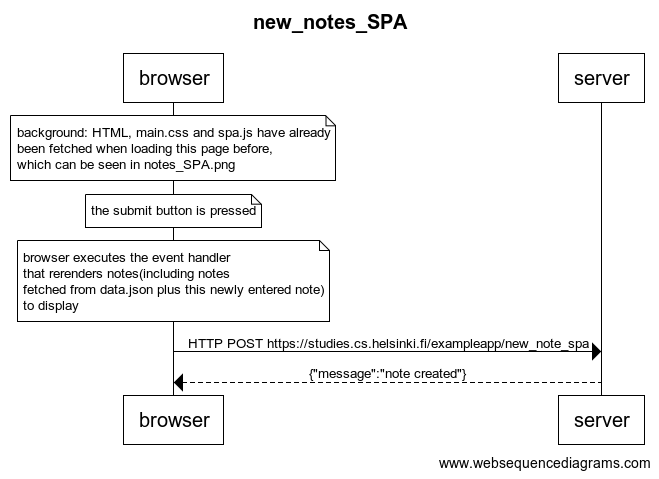 new_notes_SPA
browser
server
background: HTML, main.css and spa.js have already
been fetched when loading this page before,
which can be seen in notes_SPA.png
the submit button is pressed
browser executes the event handler
that rerenders notes(including notes
fetched from data.json plus this newly entered note)
to display
HTTP POST https://studies.cs.helsinki.fi/exampleapp/new_note_spa
{"message":"note created"}
browser
server
www.websequencediagrams.com